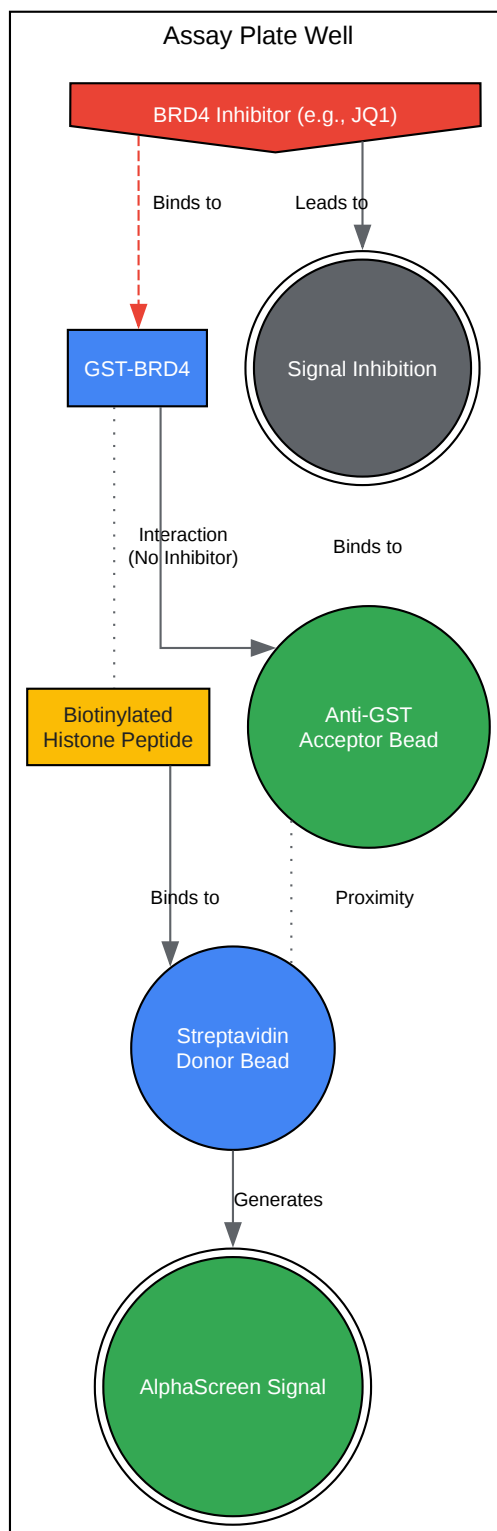 Assay Plate Well
BRD4 Inhibitor (e.g., JQ1)
Binds to
Leads to
GST-BRD4
Signal Inhibition
Interaction
(No Inhibitor)
Binds to
Biotinylated
Histone Peptide
Anti-GST
Acceptor Bead
Binds to
Proximity
Streptavidin
Donor Bead
Generates
AlphaScreen Signal